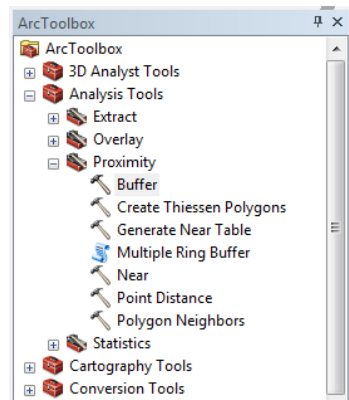 ArcToolbox
ArcToolbox
3D Analyst Tools
Analysis Tools
Extract
Overlay
Proximity
Buffer
Create Thiessen Polygons
Generate Near Table
Multiple Ring Buffer
Near
Point Distance
Polygon Neighbors
Statistics
Cartography Tools
Conversion Tools